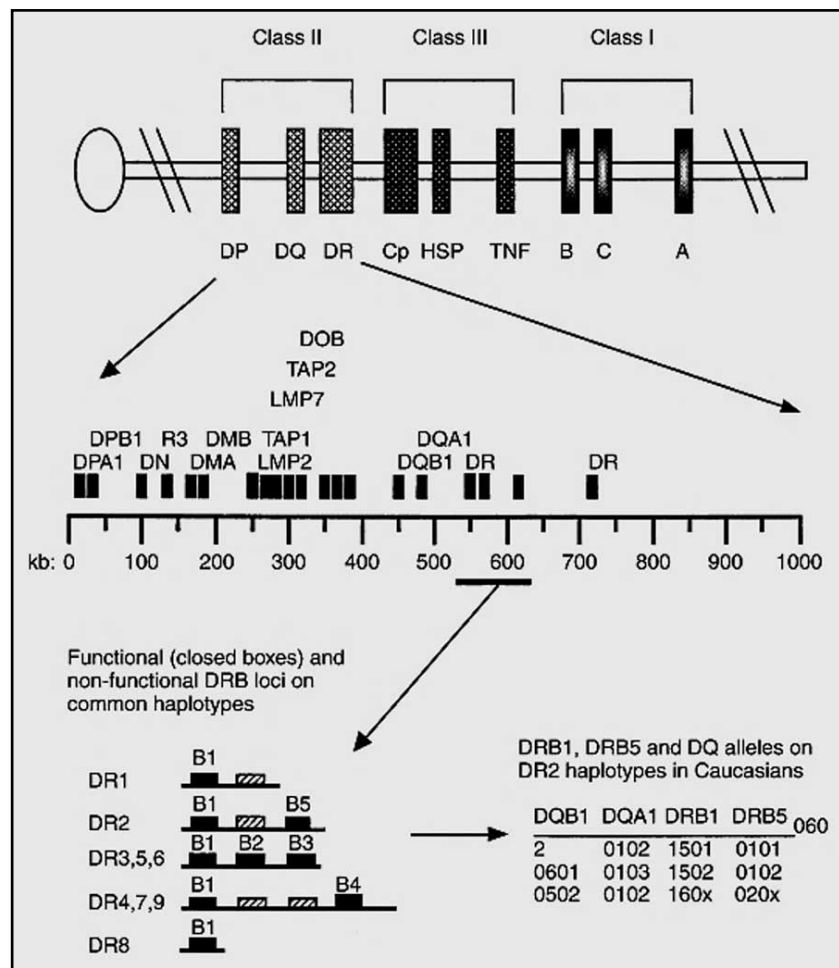 Class II Class III Class I
DP DQ DR Cp HSP TNF B C A
DOB
TAP2
LMP7
DPB1 R3 DMB TAP1 DQA1
DPA1 DN DMA LMP2 DQB1 DR DR
kb: 0 100 200 300 400 500 600 700 800 900 1000
Functional (closed boxes) and
non-functional DRB loci on
common haplotypes
B1
DR1
B1 B5
DR2
B1 B2 B3
DR3,5,6
B1 B4
DR4,7,9
B1
DR8
DRB1, DRB5 and DQ alleles on
DR2 haplotypes in Caucasians
DQB1 DQA1 DRB1 DRB5 060
2 0102 1501 0101
0601 0103 1502 0102
0502 0102 160x 020x